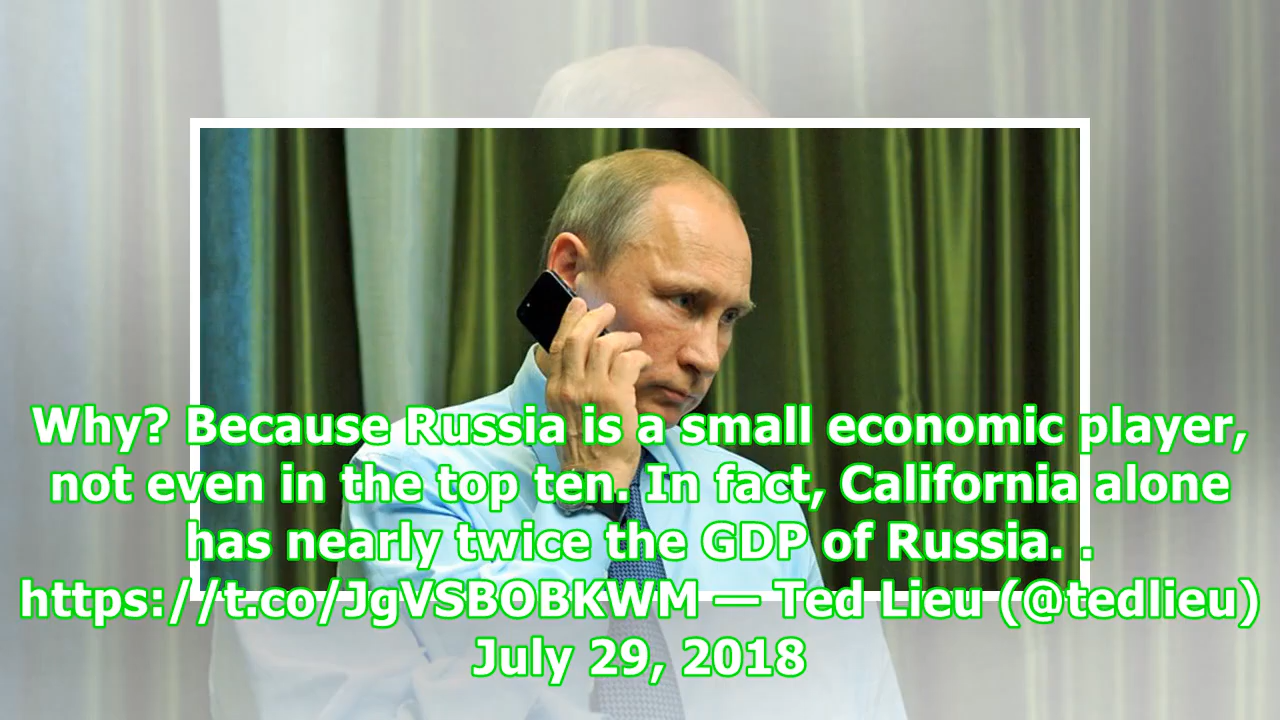 Why? Because Russia is a small economic player,
not even in the top ten. In fact, California alone
has nearly twice the GDP of Russia. .
https://t.co/JgVSBOBKWM — Ted Lieu (@tedlieu)
July 29, 2018